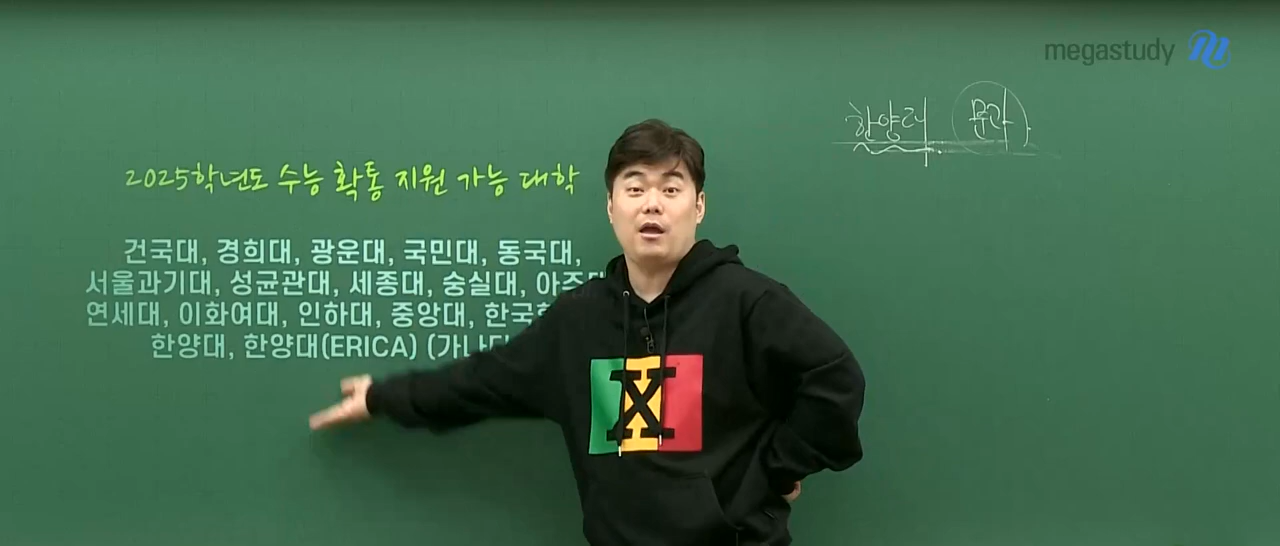 megastudy
한양대 문과
2025학년도 수능 확통 지원 가능 대학
건국대, 경희대, 광운대, 국민대, 동국대,
서울과기대, 성균관대, 세종대, 숭실대,
연세대, 이화여대, 인하대, 중앙대,
한양대, 한양대(ERICA)
X